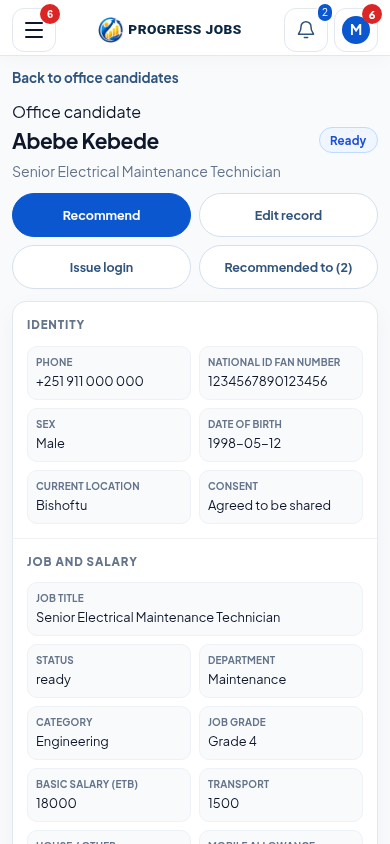 6
PROGRESS JOBS
2
M
6
Back to office candidates
Office candidate
Abebe Kebede
Ready
Senior Electrical Maintenance Technician
Recommend
Edit record
Issue login
Recommended to (2)
IDENTITY
PHONE
+251 911 000 000
NATIONAL ID FAN NUMBER
1234567890123456
SEX
Male
DATE OF BIRTH
1998-05-12
CURRENT LOCATION
Bishoftu
CONSENT
Agreed to be shared
JOB AND SALARY
JOB TITLE
Senior Electrical Maintenance Technician
STATUS
ready
DEPARTMENT
Maintenance
CATEGORY
Engineering
JOB GRADE
Grade 4
BASIC SALARY (ETB)
18000
TRANSPORT
1500